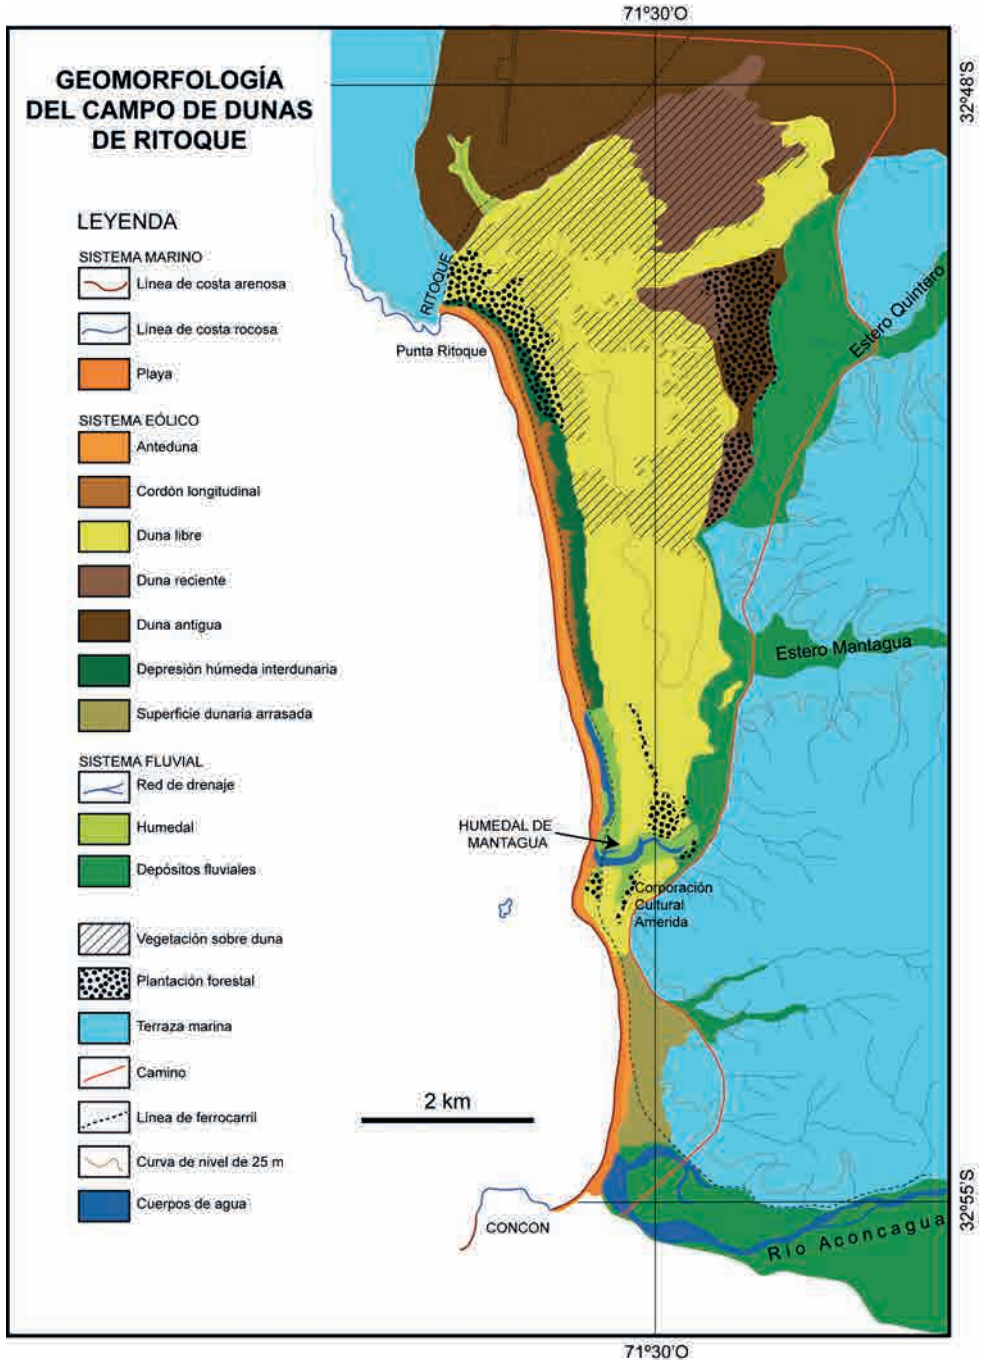 71°30'O
GEOMORFOLOGÍA
DEL CAMPO DE DUNAS
DE RITOQUE
32°48'S
LEYENDA
SISTEMA MARINO
Línea de costa arenosa
Línea de costa rocosa
Playa
SISTEMA EÓLICO
Anteduna
Cordón longitudinal
Duna libre
Duna reciente
Duna antigua
Depresión húmeda interdunaria
Superficie dunaria arrasada
SISTEMA FLUVIAL
Red de drenaje
Humedal
Depósitos fluviales
Vegetación sobre duna
Plantación forestal
Terraza marina
Camino
Línea de ferrocarril
Curva de nivel de 25 m
Cuerpos de agua
RITOQUE
Punta Ritoque
Estero Quintero
Estero Mantagua
HUMEDAL DE
MANTAGUA
Corporación
Cultural
Amerida
2 km
CONCON
Río Aconcagua
32°55'S
71°30'O